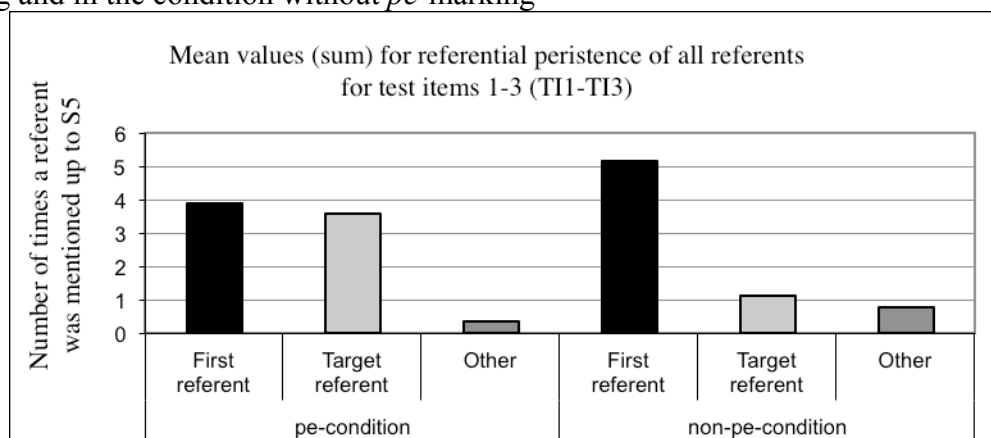 g and in the condition without pe-marking
Mean values (sum) for referential peristence of all referents
for test items 1-3 (TI1-TI3)
Number of times a referent
was mentioned up to S5
6
5
4
3
2
1
0
First referent
Target referent
Other
First referent
Target referent
Other
pe-condition
non-pe-condition